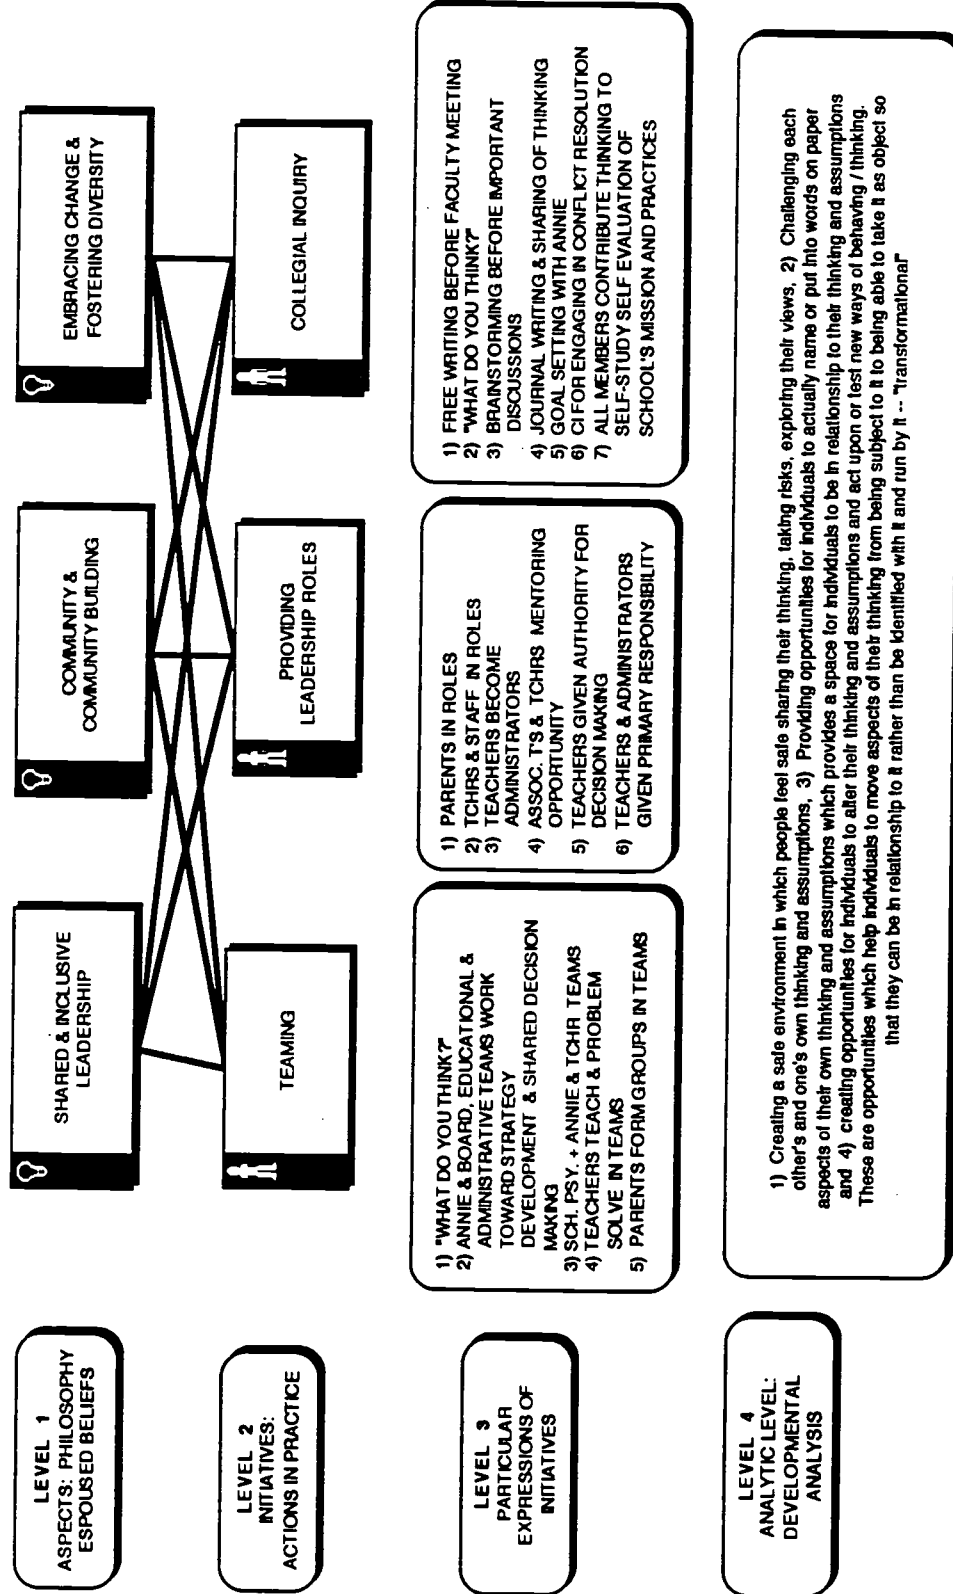 LEVEL 1
ASPECTS: PHILOSOPHY
ESPOUSED BELIEFS
SHARED & INCLUSIVE
LEADERSHIP
COMMUNITY &
COMMUNITY BUILDING
EMBRACING CHANGE &
FOSTERING DIVERSITY
LEVEL 2
INITIATIVES:
ACTIONS IN PRACTICE
TEAMING
PROVIDING
LEADERSHIP ROLES
COLLEGIAL INQUIRY
LEVEL 3
PARTICULAR
EXPRESSIONS OF
INITIATIVES
1) "WHAT DO YOU THINK?"
2) ANNIE & BOARD, EDUCATIONAL &
ADMINISTRATIVE TEAMS WORK
TOWARD STRATEGY
DEVELOPMENT & SHARED DECISION
MAKING
3) SCH. PSY. + ANNIE & TCHR TEAMS
4) TEACHERS TEACH & PROBLEM
SOLVE IN TEAMS
5) PARENTS FORM GROUPS IN TEAMS
1) PARENTS IN ROLES
2) TCHRS & STAFF IN ROLES
3) TEACHERS BECOME
ADMINISTRATORS
4) ASSOC. T'S & TCHRS MENTORING
OPPORTUNITY
5) TEACHERS GIVEN AUTHORITY FOR
DECISION MAKING
6) TEACHERS & ADMINISTRATORS
GIVEN PRIMARY RESPONSIBILITY
1) FREE WRITING BEFORE FACULTY MEETING
2) "WHAT DO YOU THINK?"
3) BRAINSTORMING BEFORE IMPORTANT
DISCUSSIONS
4) JOURNAL WRITING & SHARING OF THINKING
5) GOAL SETTING WITH ANNIE
6) CI FOR ENGAGING IN CONFLICT RESOLUTION
7) ALL MEMBERS CONTRIBUTE THINKING TO
SELF-STUDY SELF EVALUATION OF
SCHOOL'S MISSION AND PRACTICES
LEVEL 4
ANALYTIC LEVEL:
DEVELOPMENTAL
ANALYSIS
1) Creating a safe environment in which people feel safe sharing their thinking, taking risks, exploring their views, 2) Challenging each
other's and one's own thinking and assumptions, 3) Providing opportunities for individuals to actually name or put into words on paper
aspects of their own thinking and assumptions which provides a space for individuals to be in relationship to their thinking and assumptions
and 4) creating opportunities for individuals to alter their thinking and assumptions and act upon or test new ways of behaving / thinking.
These are opportunities which help individuals to move aspects of their thinking from being subject to it to being able to take it as object so
that they can be in relationship to it rather than be identified with it and run by it -- "transformational"